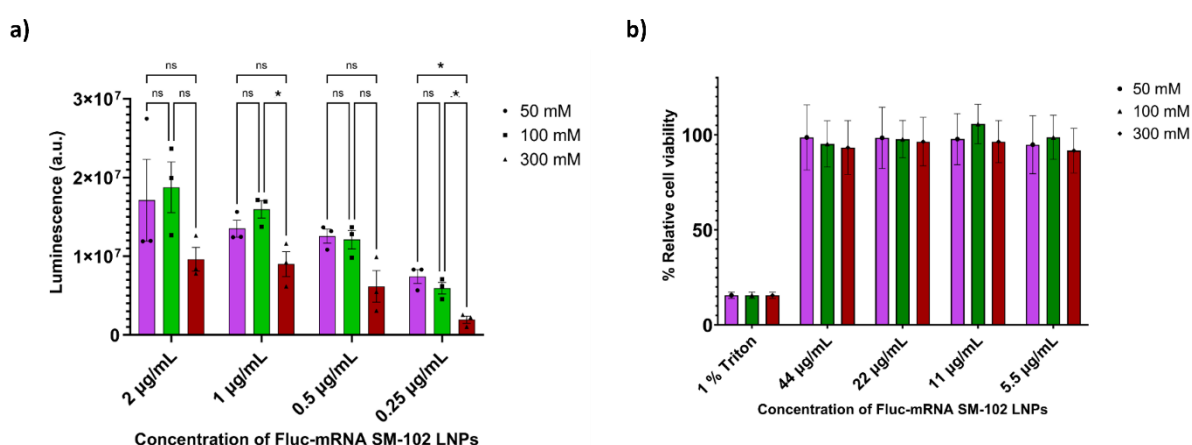 a)
ns
ns
ns
*
ns
ns
ns
*
ns
ns
ns
*
Luminescence (a.u.)
3×10⁷
2×10⁷
1×10⁷
0
50 mM
100 mM
300 mM
2 µg/mL
1 µg/mL
0.5 µg/mL
0.25 µg/mL
Concentration of Fluc-mRNA SM-102 LNPs
b)
% Relative cell viability
100
50
0
50 mM
100 mM
300 mM
1 % Triton
44 µg/mL
22 µg/mL
11 µg/mL
5.5 µg/mL
Concentration of Fluc-mRNA SM-102 LNPs